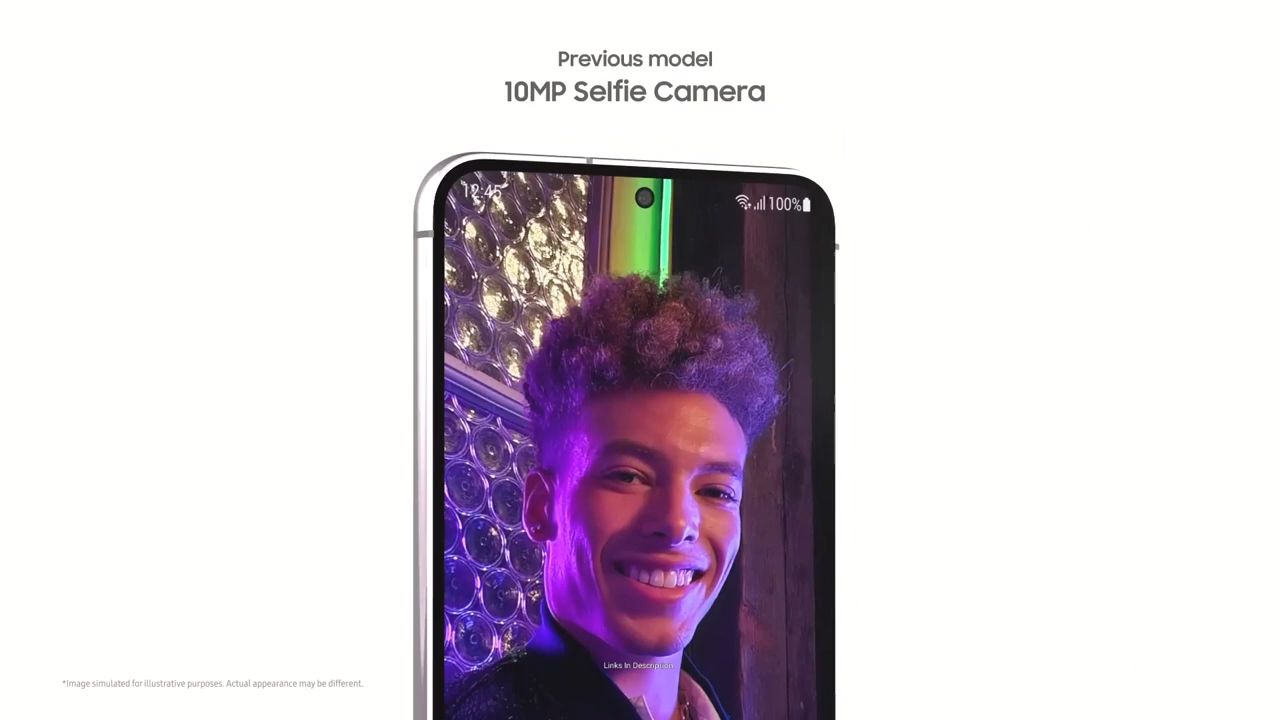 Previous model
10MP Selfie Camera
12:45
100%
Links In Description
*Image simulated for illustrative purposes. Actual appearance may be different.